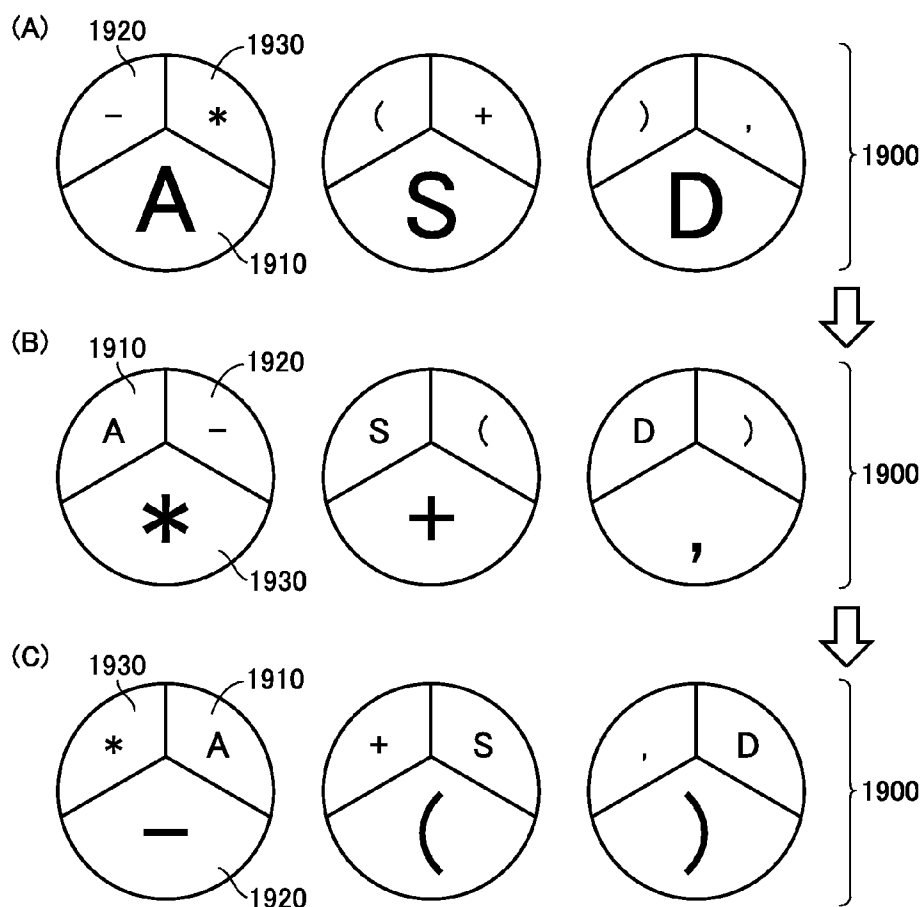 (A)
1920 1930
- * ( + ) ,
A S D
1910
1900
(B)
1910 1920
A - S ( D )
* + ,
1930
1900
(C)
1930 1910
* A + S , D
- ( )
1920
1900